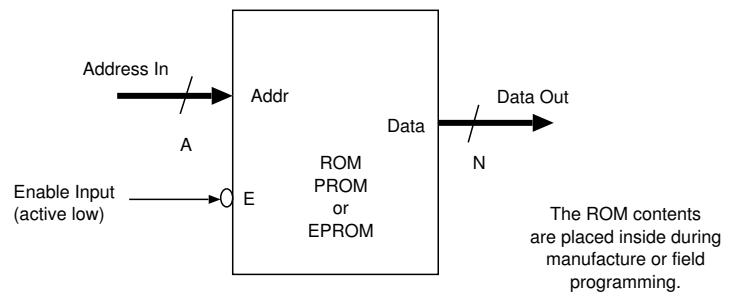 Address In
Addr
A
Data Out
Data
N
ROM
PROM
or
EPROM
Enable Input
(active low)
E
The ROM contents
are placed inside during
manufacture or field
programming.